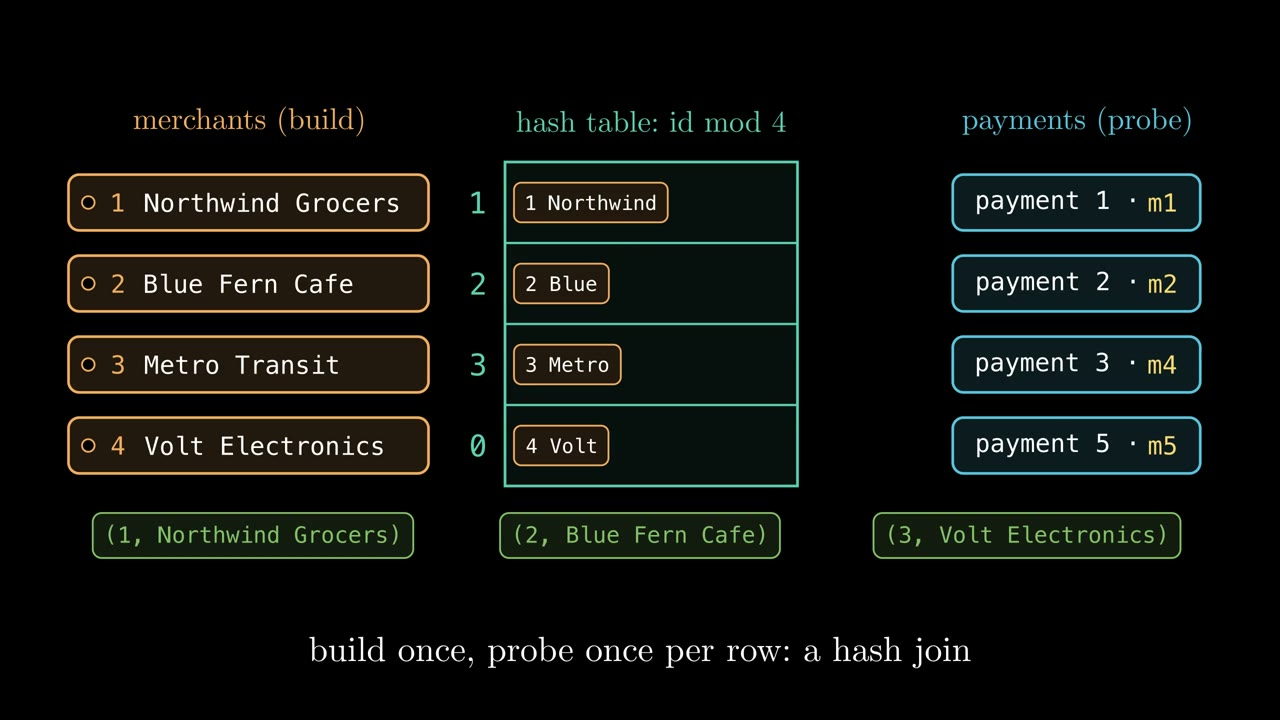 merchants (build)
hash table: id mod 4
payments (probe)
1 Northwind Grocers
2 Blue Fern Cafe
3 Metro Transit
4 Volt Electronics
1
1 Northwind
2
2 Blue
3
3 Metro
0
4 Volt
payment 1 · m1
payment 2 · m2
payment 3 · m4
payment 5 · m5
(1, Northwind Grocers)
(2, Blue Fern Cafe)
(3, Volt Electronics)
build once, probe once per row: a hash join